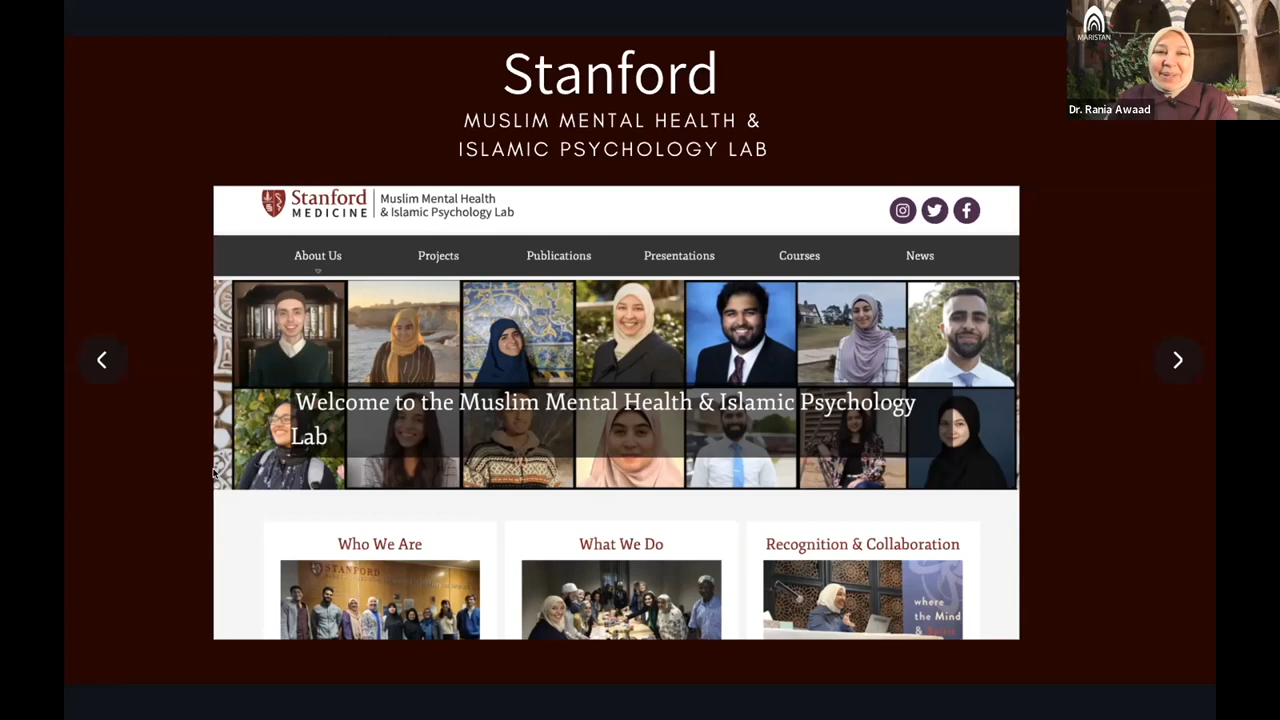 Stanford
MUSLIM MENTAL HEALTH &
ISLAMIC PSYCHOLOGY LAB
MARISTAN
Dr. Rania Awaad
Stanford
MEDICINE
Muslim Mental Health
& Islamic Psychology Lab
About Us
Projects
Publications
Presentations
Courses
News
Welcome to the Muslim Mental Health & Islamic Psychology
Lab
Who We Are
What We Do
Recognition & Collaboration
STANFORD
where
the Mind
&